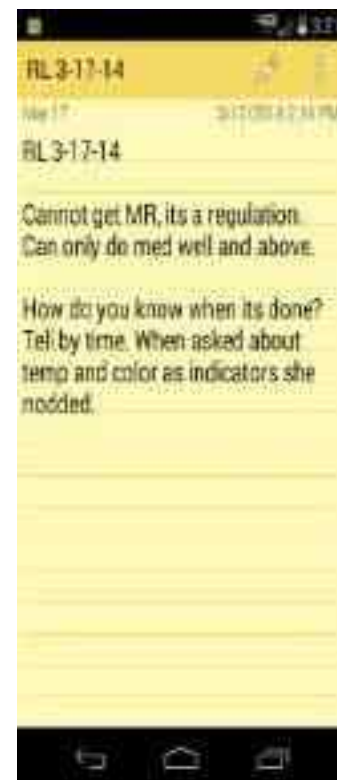 RL 3-17-14
Mar 17
RL 3-17-14
Cannot get MR, its a regulation.
Can only do med well and above.
How do you know when its done?
Tell by time. When asked about
temp and color as indicators she
nodded.